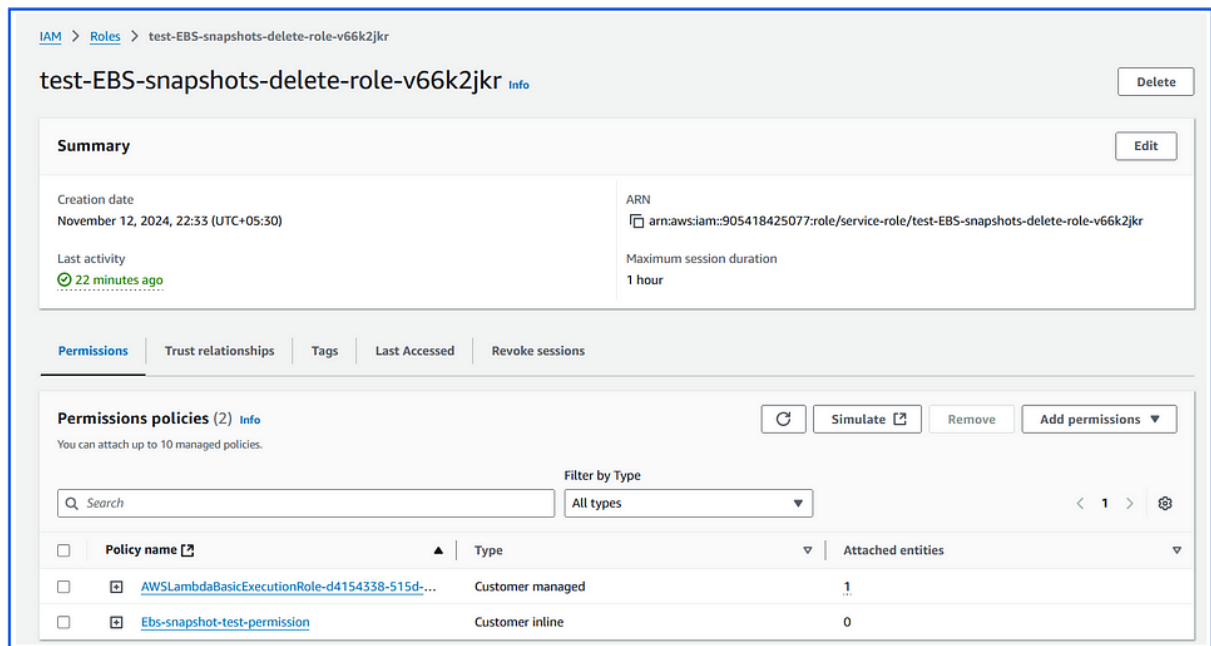 IAM > Roles > test-EBS-snapshots-delete-role-v66k2jkr
test-EBS-snapshots-delete-role-v66k2jkr Info
Delete
Summary
Edit
Creation date
November 12, 2024, 22:33 (UTC+05:30)
ARN
arn:aws:iam::905418425077:role/service-role/test-EBS-snapshots-delete-role-v66k2jkr
Last activity
22 minutes ago
Maximum session duration
1 hour
Permissions Trust relationships Tags Last Accessed Revoke sessions
Permissions policies (2) Info
Simulate Remove Add permissions
You can attach up to 10 managed policies.
Filter by Type
Search All types < 1 >
Policy name Type Attached entities
AWSLambdaBasicExecutionRole-d4154338-515d-... Customer managed 1
Ebs-snapshot-test-permission Customer inline 0